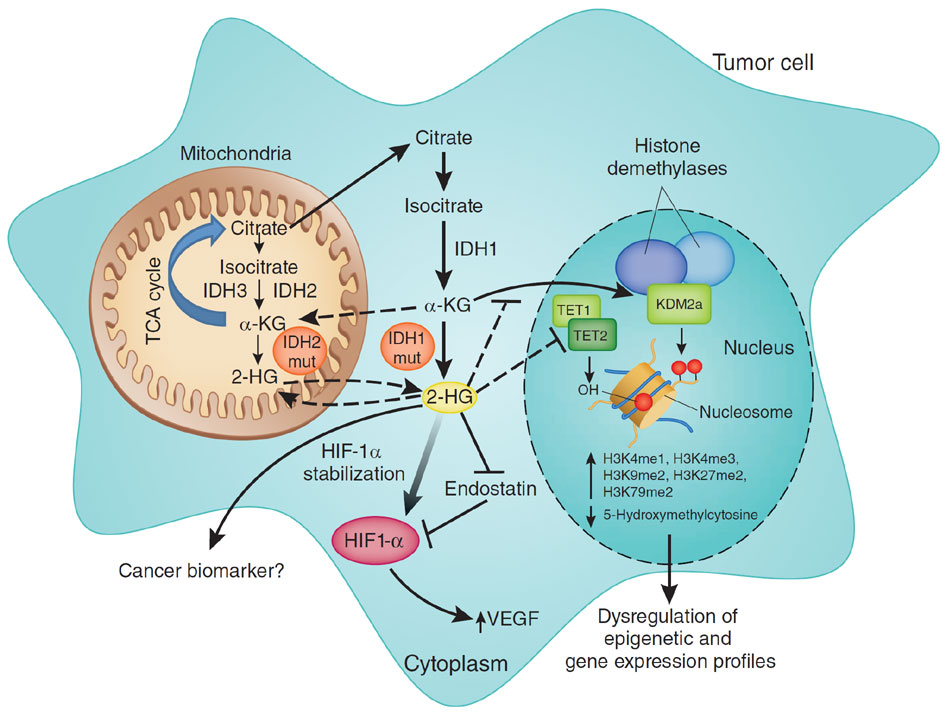 Tumor cell
Mitochondria
TCA cycle
Citrate
Isocitrate
IDH3
IDH2
α-KG
IDH2
mut
2-HG
Citrate
Isocitrate
IDH1
α-KG
IDH1
mut
2-HG
HIF-1α
stabilization
Endostatin
HIF1-α
VEGF
Cancer biomarker?
Cytoplasm
Histone
demethylases
KDM2a
TET1
TET2
Nucleus
OH
Nucleosome
H3K4me1, H3K4me3,
H3K9me2, H3K27me2,
H3K79me2
5-Hydroxymethylcytosine
Dysregulation of
epigenetic and
gene expression profiles